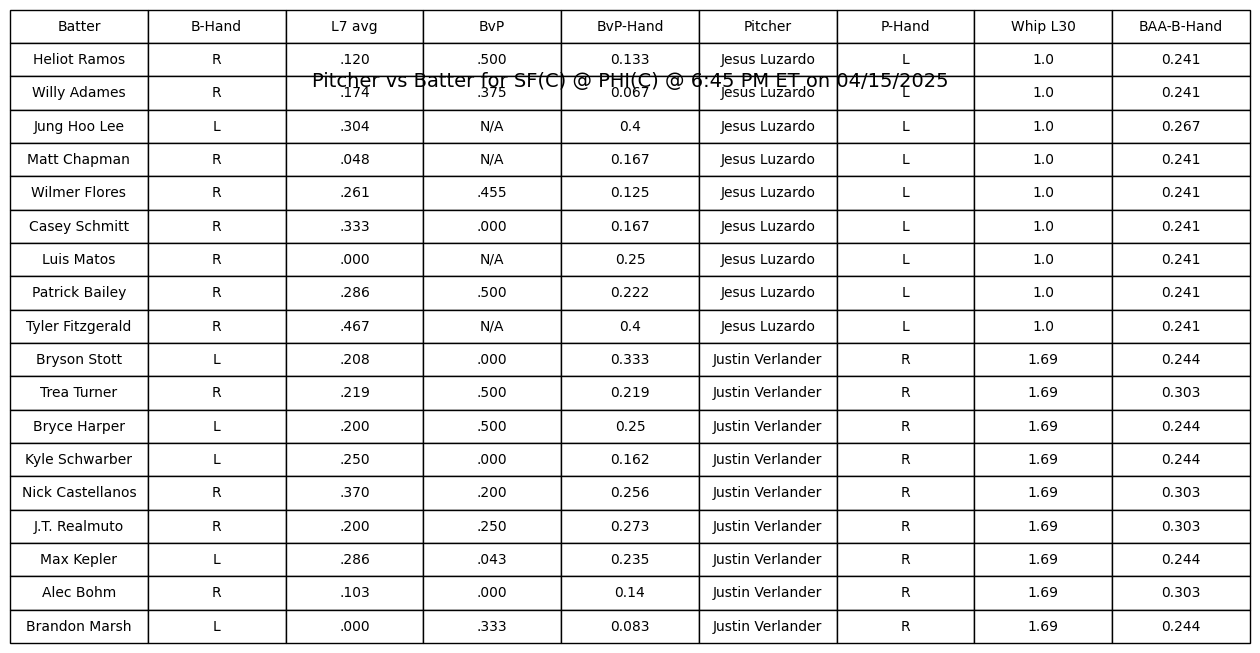 Batter B-Hand L7 avg BvP BvP-Hand Pitcher P-Hand Whip L30 BAA-B-Hand
Heliot Ramos R .120 .500 0.133 Jesus Luzardo L 1.0 0.241
Pitcher vs Batter for SF(C) @ PHI(C) @ 6:45 PM ET on 04/15/2025
Willy Adames R .174 .375 0.067 Jesus Luzardo L 1.0 0.241
Jung Hoo Lee L .304 N/A 0.4 Jesus Luzardo L 1.0 0.267
Matt Chapman R .048 N/A 0.167 Jesus Luzardo L 1.0 0.241
Wilmer Flores R .261 .455 0.125 Jesus Luzardo L 1.0 0.241
Casey Schmitt R .333 .000 0.167 Jesus Luzardo L 1.0 0.241
Luis Matos R .000 N/A 0.25 Jesus Luzardo L 1.0 0.241
Patrick Bailey R .286 .500 0.222 Jesus Luzardo L 1.0 0.241
Tyler Fitzgerald R .467 N/A 0.4 Jesus Luzardo L 1.0 0.241
Bryson Stott L .208 .000 0.333 Justin Verlander R 1.69 0.244
Trea Turner R .219 .500 0.219 Justin Verlander R 1.69 0.303
Bryce Harper L .200 .500 0.25 Justin Verlander R 1.69 0.244
Kyle Schwarber L .250 .000 0.162 Justin Verlander R 1.69 0.244
Nick Castellanos R .370 .200 0.256 Justin Verlander R 1.69 0.303
J.T. Realmuto R .200 .250 0.273 Justin Verlander R 1.69 0.303
Max Kepler L .286 .043 0.235 Justin Verlander R 1.69 0.244
Alec Bohm R .103 .000 0.14 Justin Verlander R 1.69 0.303
Brandon Marsh L .000 .333 0.083 Justin Verlander R 1.69 0.244